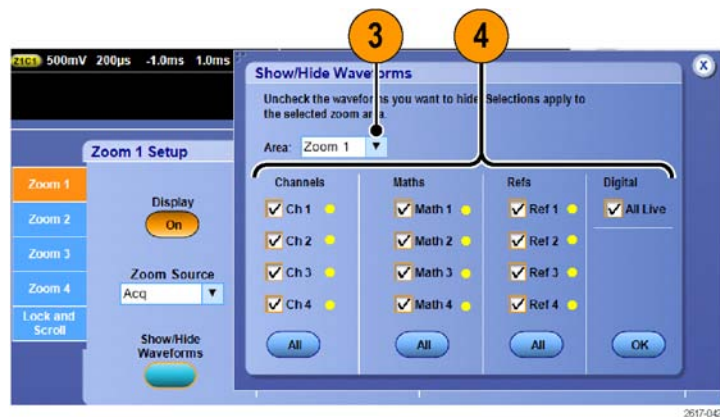 3
4
Z1C1 500mV 200µs -1.0ms 1.0ms
Show/Hide Waveforms
Uncheck the waveforms you want to hide. Selections apply to
the selected zoom area.
Area: Zoom 1
Zoom 1 Setup
Channels Maths Refs Digital
Zoom 1
Ch 1 Math 1 Ref 1 All Live
Display
On
Zoom 2
Ch 2 Math 2 Ref 2
Zoom 3
Zoom Source
Ch 3 Math 3 Ref 3
Zoom 4
Acq
Ch 4 Math 4 Ref 4
Lock and
Scroll
Show/Hide
Waveforms
All All All OK